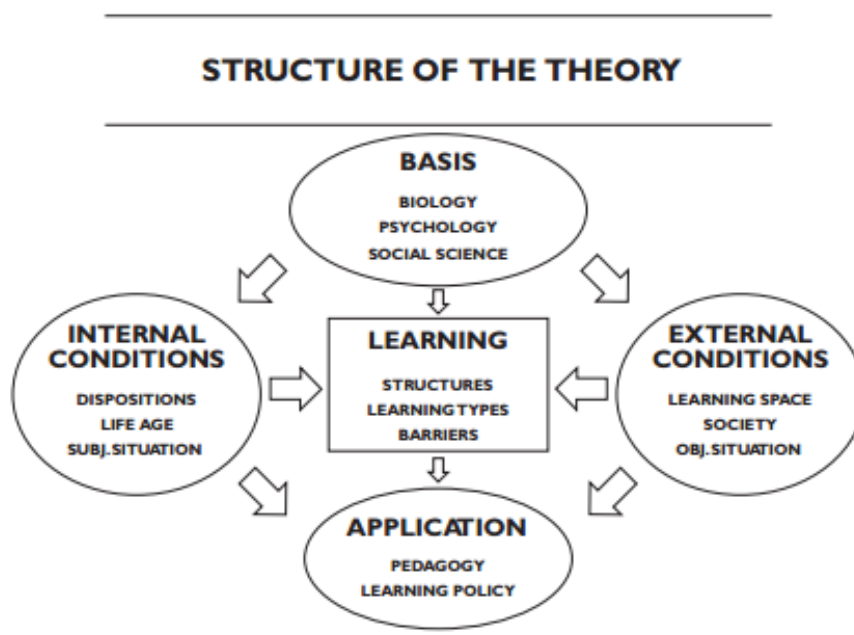 STRUCTURE OF THE THEORY
BASIS
BIOLOGY
PSYCHOLOGY
SOCIAL SCIENCE
INTERNAL
CONDITIONS
DISPOSITIONS
LIFE AGE
SUBJ.SITUATION
LEARNING
STRUCTURES
LEARNING TYPES
BARRIERS
EXTERNAL
CONDITIONS
LEARNING SPACE
SOCIETY
OBJ.SITUATION
APPLICATION
PEDAGOGY
LEARNING POLICY